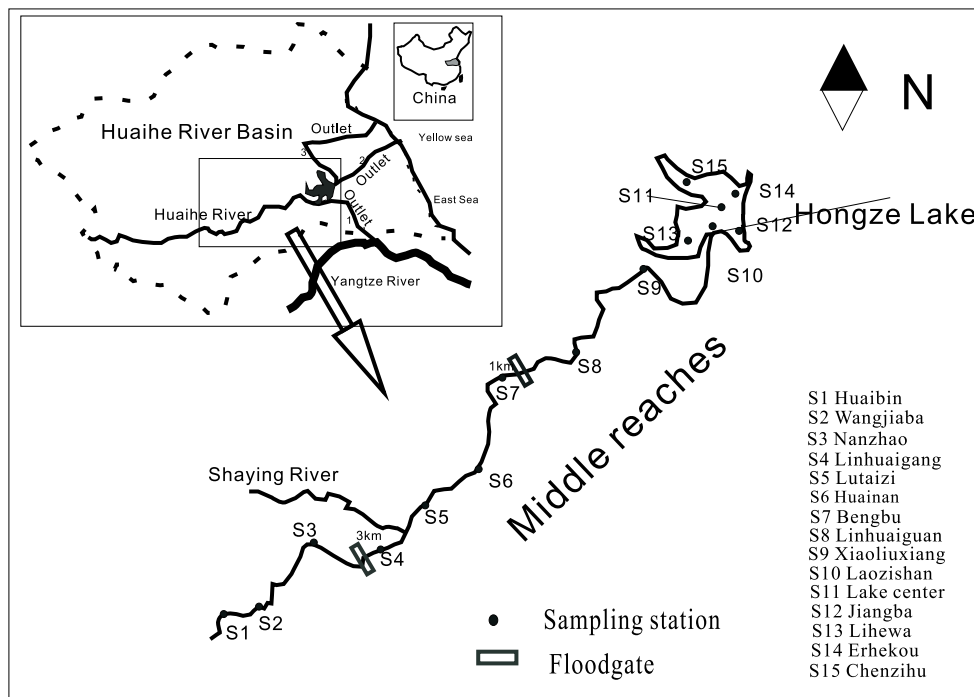 China
Huaihe River Basin
Outlet
Yellow sea
3
2
Outlet
East Sea
Outlet
Huaihe River
1
Yangtze River
N
S15
S11
S14
S13
S12
Hongze Lake
S9
S10
Middle reaches
1km
S7
S8
Shaying River
S6
S5
3km
S3
S4
S1
S2
S1 Huaibin
S2 Wangjiaba
S3 Nanzhao
S4 Linhuaigang
S5 Lutaizi
S6 Huainan
S7 Bengbu
S8 Linhuaiguan
S9 Xiaoliuxiang
S10 Laozishan
S11 Lake center
S12 Jiangba
S13 Lihewa
S14 Erhekou
S15 Chenzihu
Sampling station
Floodgate